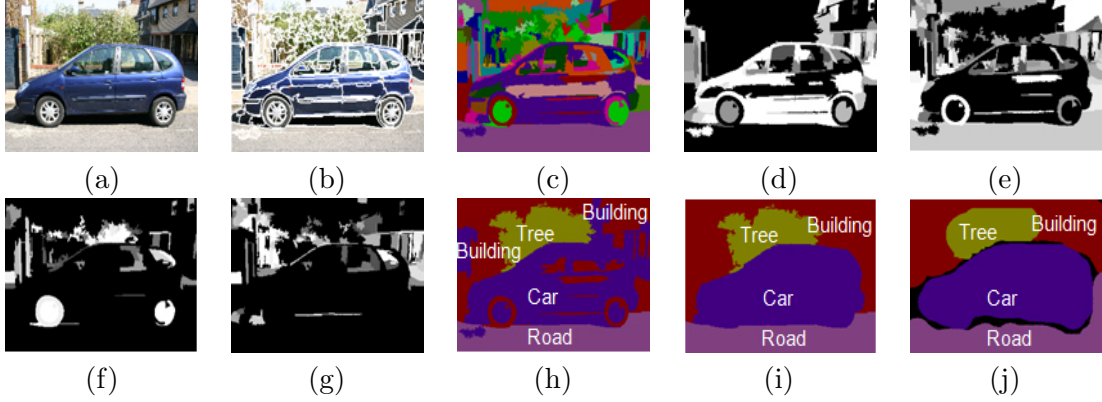 (a) (b) (c) (d) (e)
Building
Tree
Building
Car
Road
Tree
Building
Car
Road
Tree
Building
Car
Road
(f) (g) (h) (i) (j)